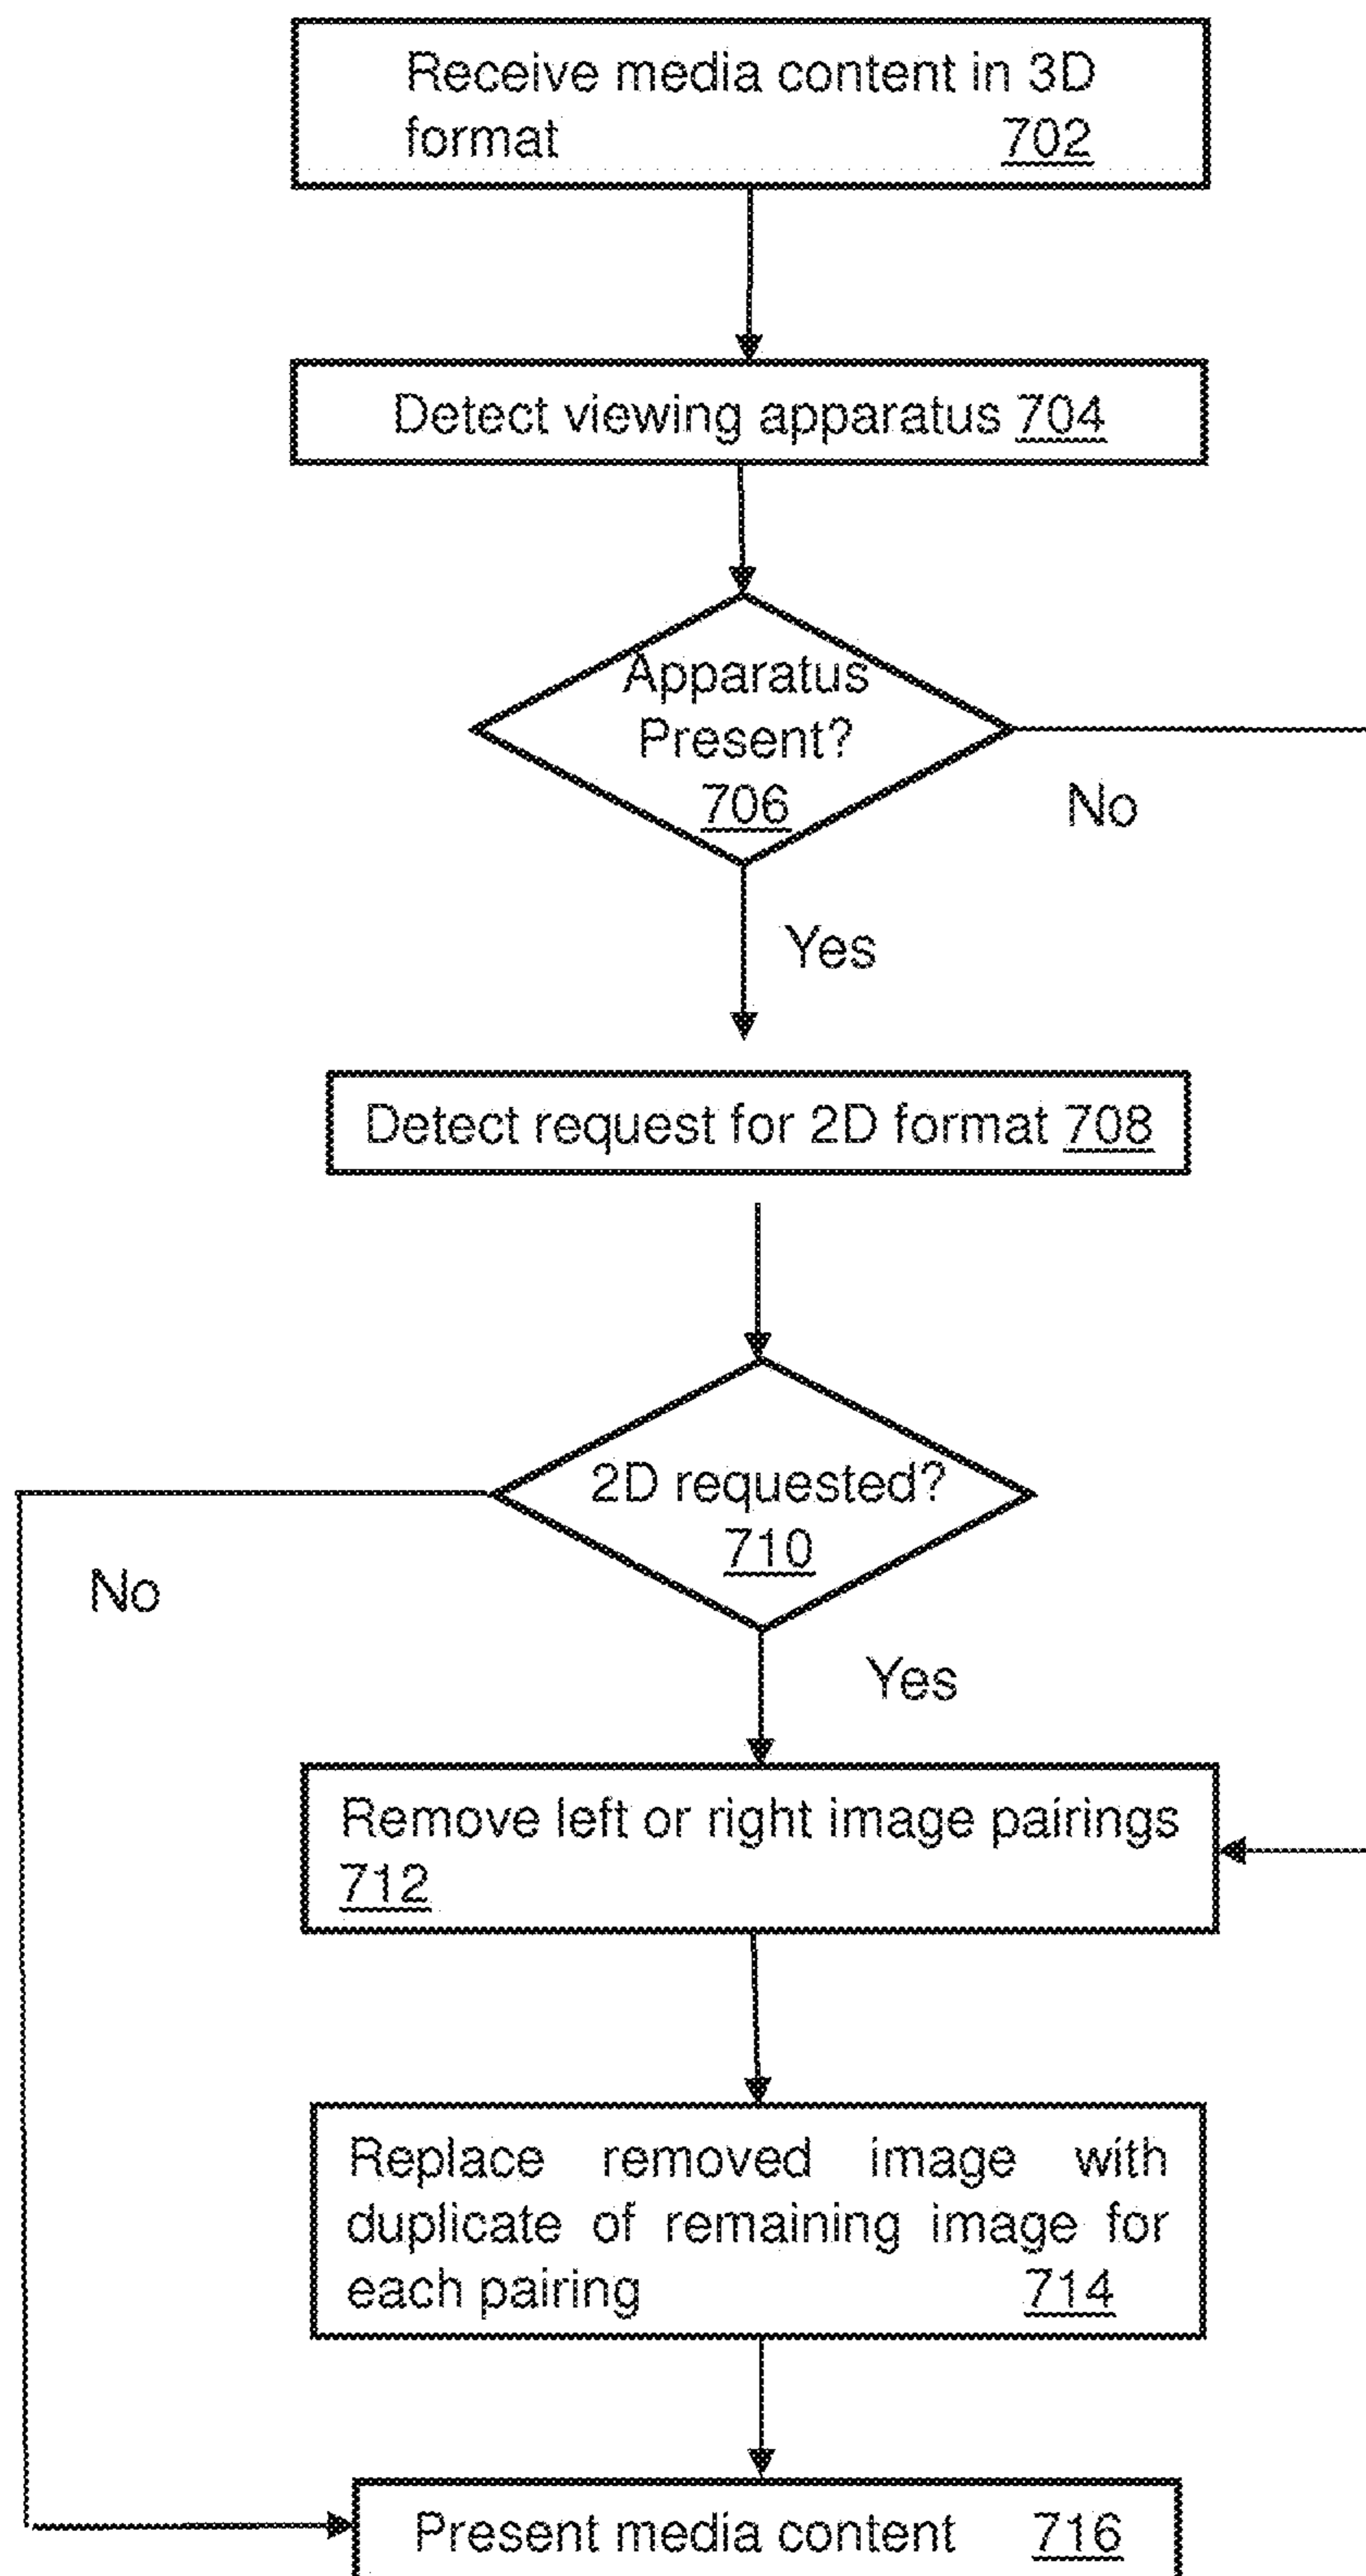 Receive media content in 3D
format 702
Detect viewing apparatus 704
Apparatus
Present?
706
No
Yes
Detect request for 2D format 708
2D requested?
710
No
Yes
Remove left or right image pairings
712
Replace removed image with
duplicate of remaining image for
each pairing 714
Present media content 716